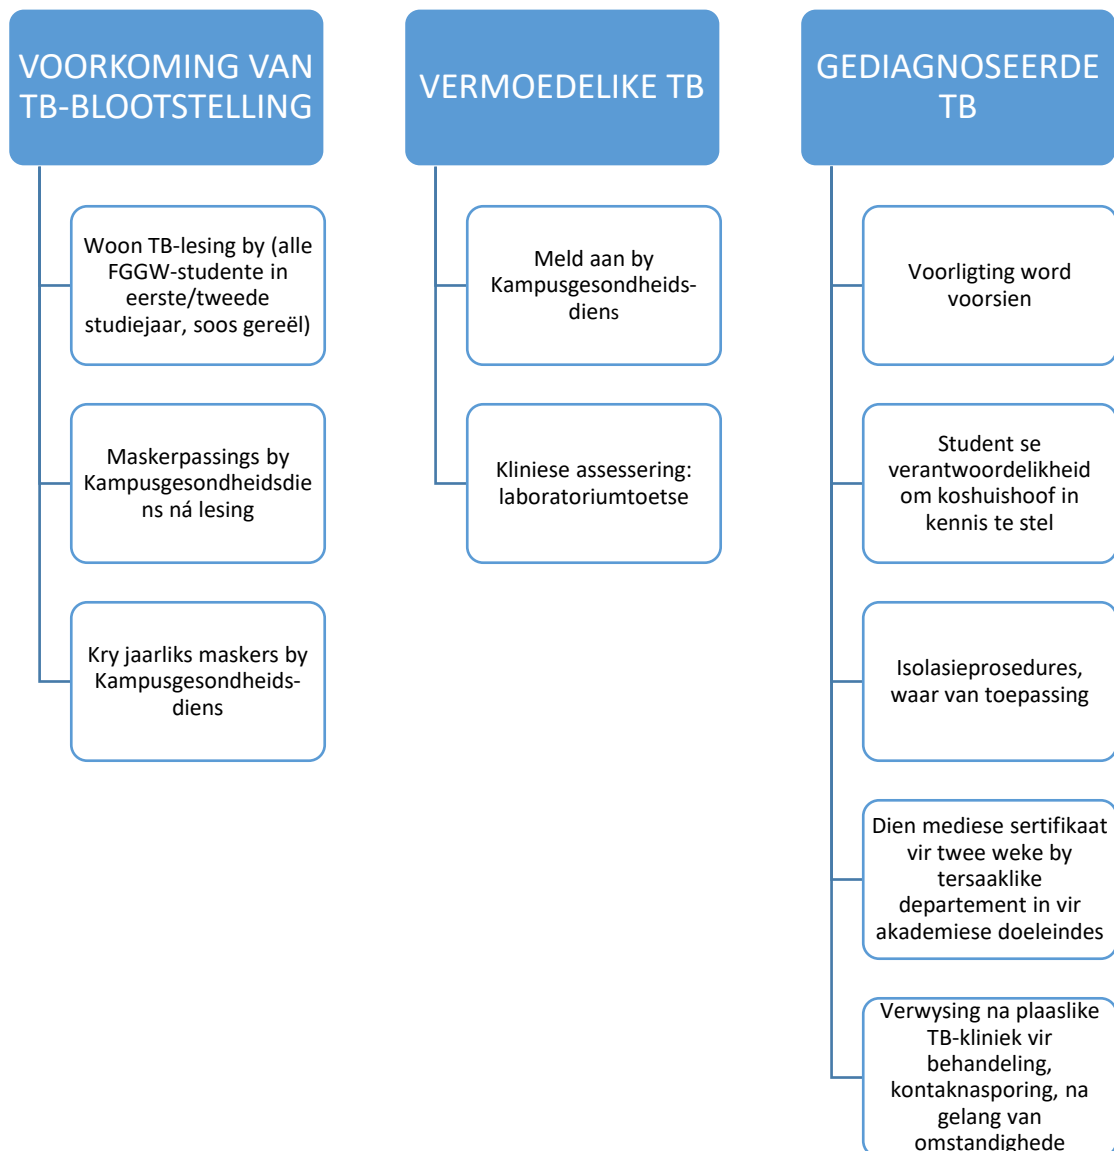 VOORKOMING VAN
TB-BLOOTSTELLING
Woon TB-lesing by (alle
FGGW-studente in
eerste/tweede
studiejaar, soos gereël)
Maskerpassings by
Kampusgesondheidsdie
ns ná lesing
Kry jaarliks maskers by
Kampusgesondheids-
diens
VERMOEDELIKE TB
Meld aan by
Kampusgesondheids-
diens
Kliniese assessering:
laboratoriumtoetse
GEDIAGNOSEERDE
TB
Voorligting word
voorsien
Student se
verantwoordelikheid
om koshuishoof in
kennis te stel
Isolasieprosedures,
waar van toepassing
Dien mediese sertifikaat
vir twee weke by
tersaaklike
departement in vir
akademiese doeleindes
Verwysing na plaaslike
TB-kliniek vir
behandeling,
kontaknasporing, na
gelang van
omstandighede